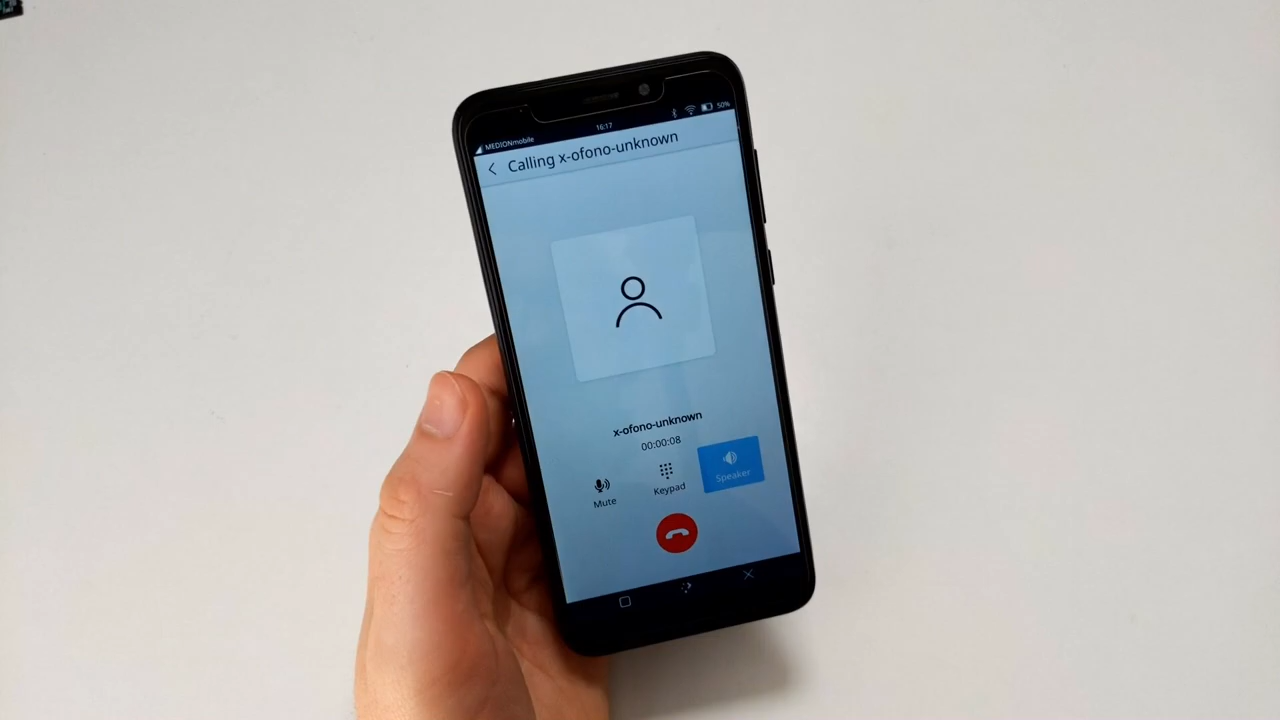 MEDIONmobile 16:17 50%
Calling x-ofono-unknown
x-ofono-unknown
00:00:08
Mute Keypad Speaker